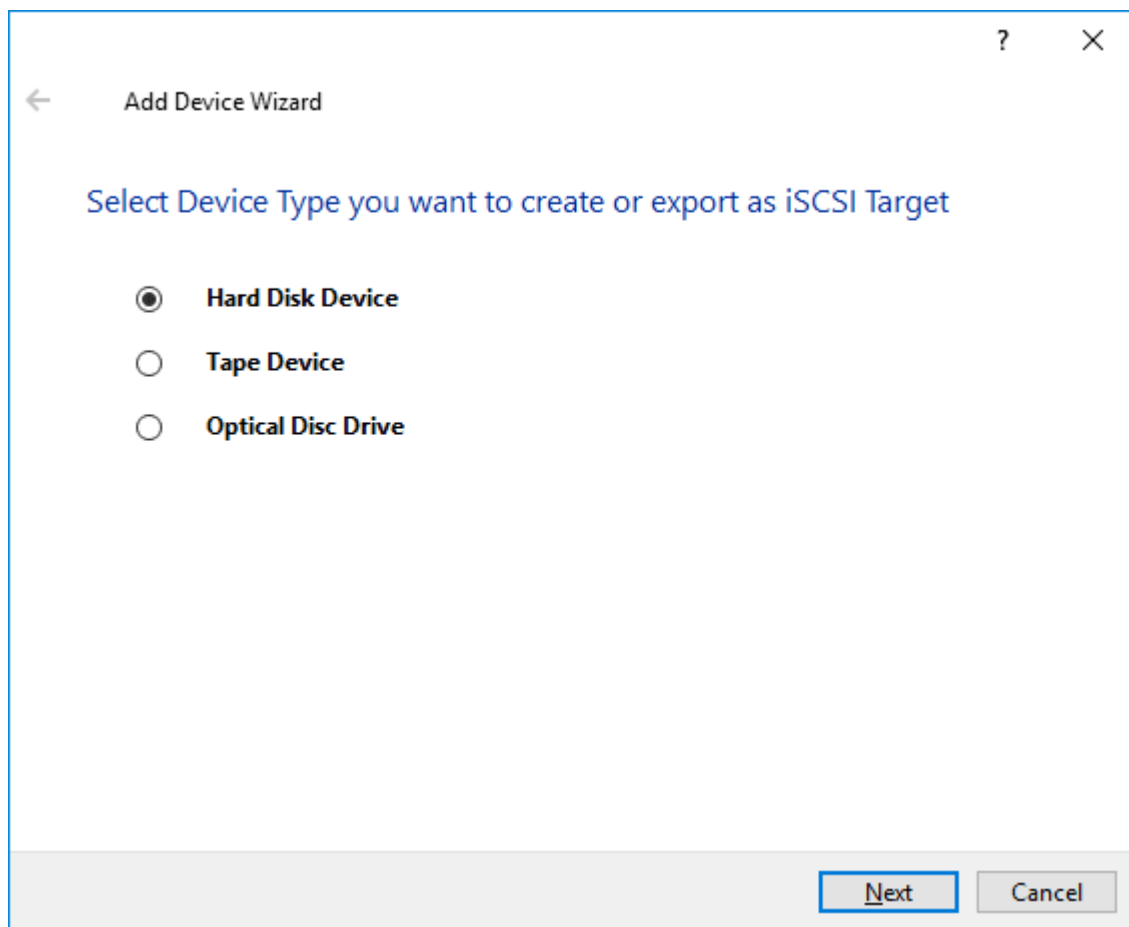 ?
Add Device Wizard
Select Device Type you want to create or export as iSCSI Target
Hard Disk Device
Tape Device
Optical Disc Drive
Next
Cancel